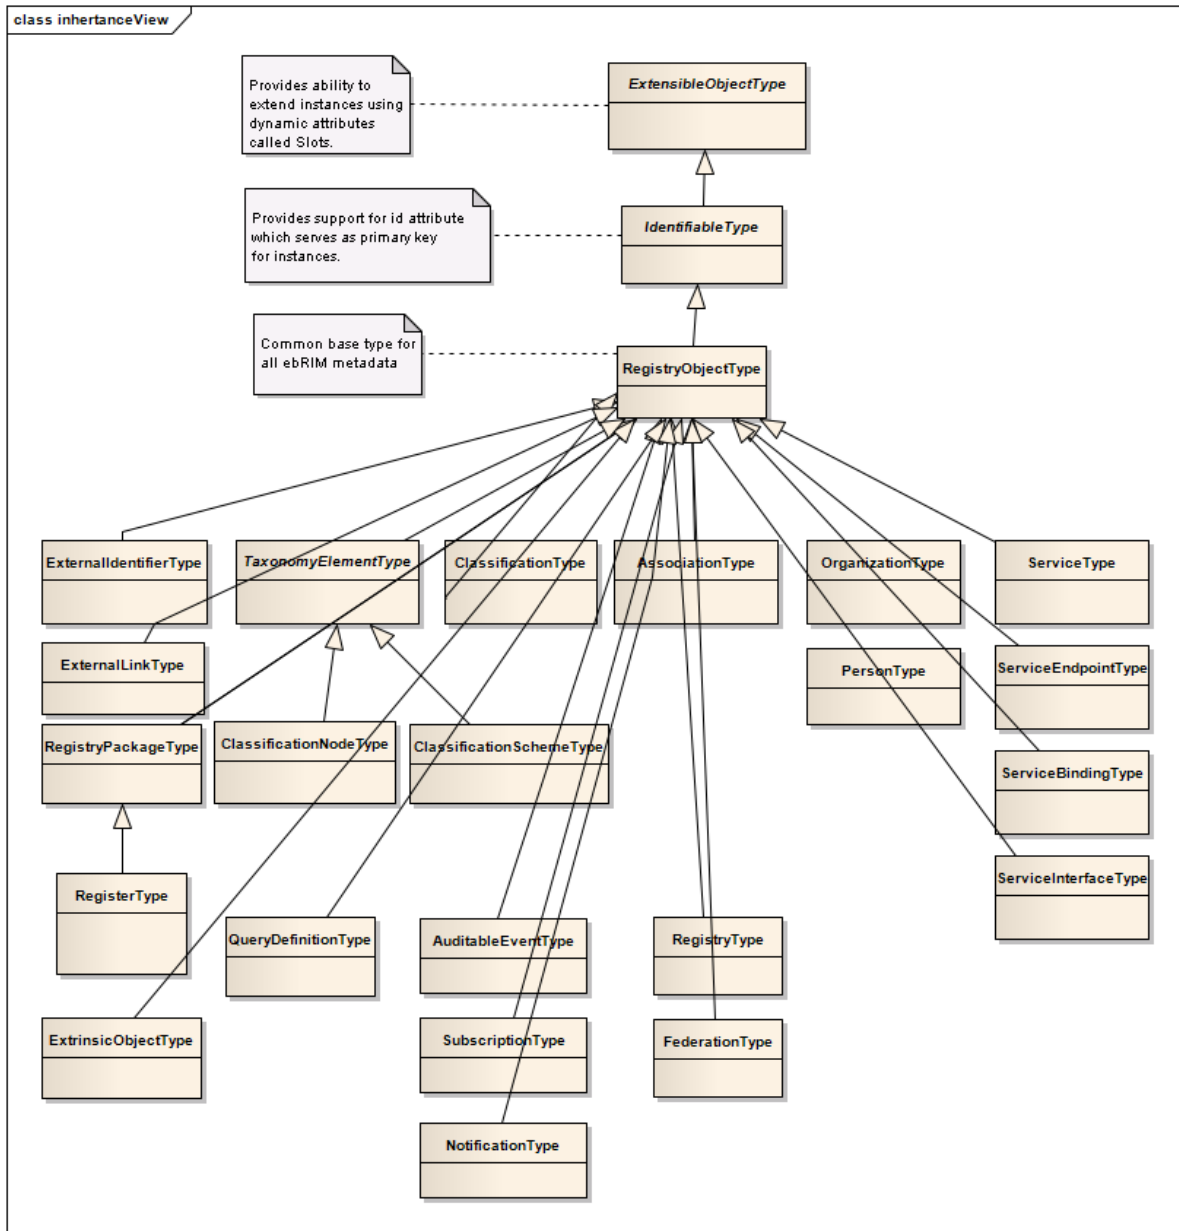 class inhertanceView
Provides ability to
extend instances using
dynamic attributes
called Slots.
ExtensibleObjectType
Provides support for id attribute
which serves as primary key
for instances.
IdentifiableType
Common base type for
all ebRIM metadata
RegistryObjectType
ExternalIdentifierType
TaxonomyElementType
ClassificationType
AssociationType
OrganizationType
ServiceType
ExternalLinkType
PersonType
ServiceEndpointType
RegistryPackageType
ClassificationNodeType
ClassificationSchemeType
ServiceBindingType
RegisterType
ServiceInterfaceType
QueryDefinitionType
AuditableEventType
RegistryType
ExtrinsicObjectType
SubscriptionType
FederationType
NotificationType